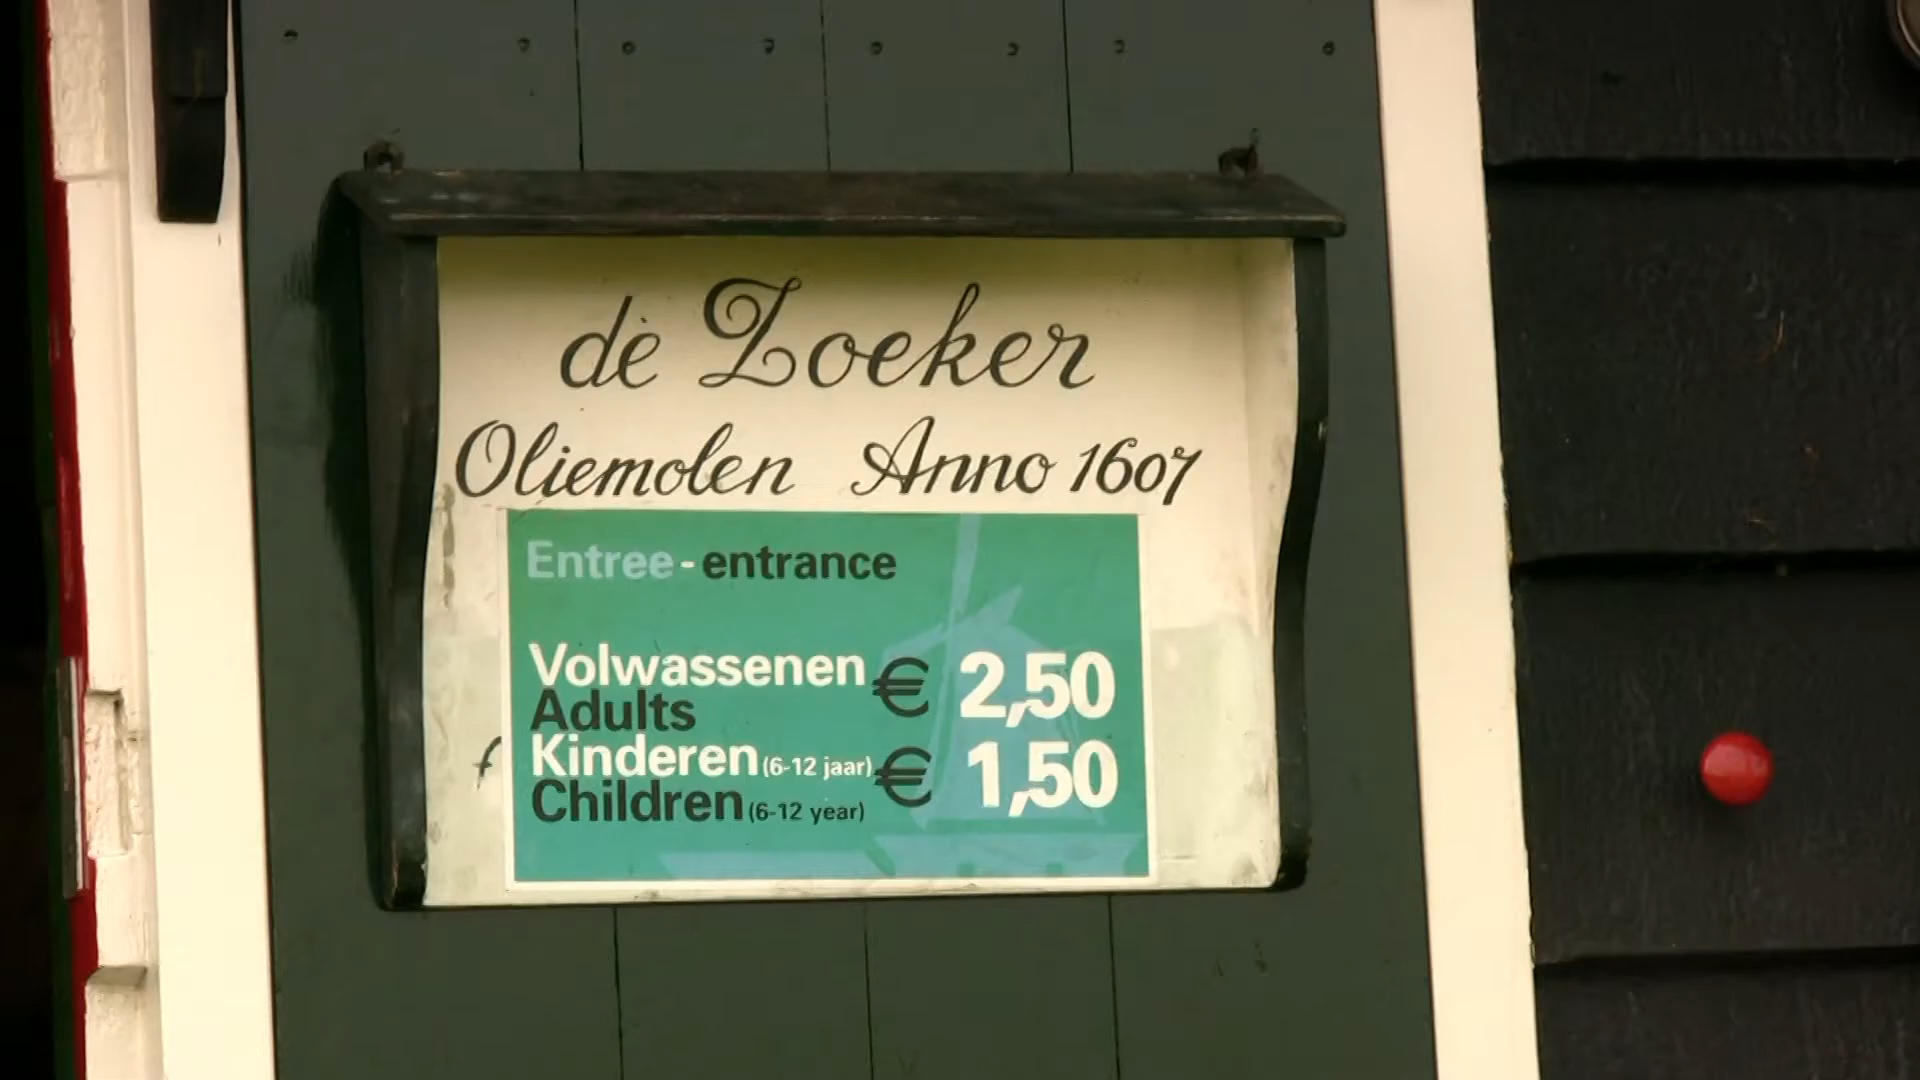 de Zoeker
Oliemolen Anno 1607
Entree - entrance
Volwassenen € 2,50
Adults
Kinderen (6-12 jaar) € 1,50
Children (6-12 year)